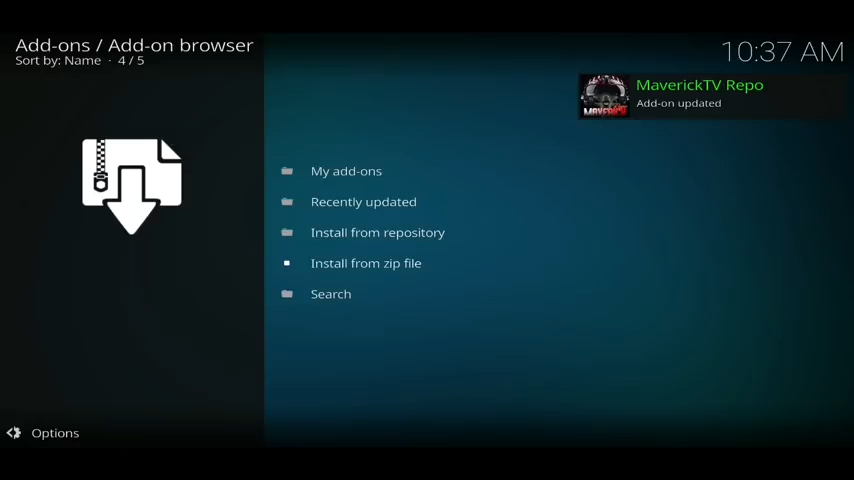 Add-ons / Add-on browser
Sort by: Name · 4 / 5
10:37 AM
MaverickTV Repo
Add-on updated
MAVERICK
My add-ons
Recently updated
Install from repository
Install from zip file
Search
Options